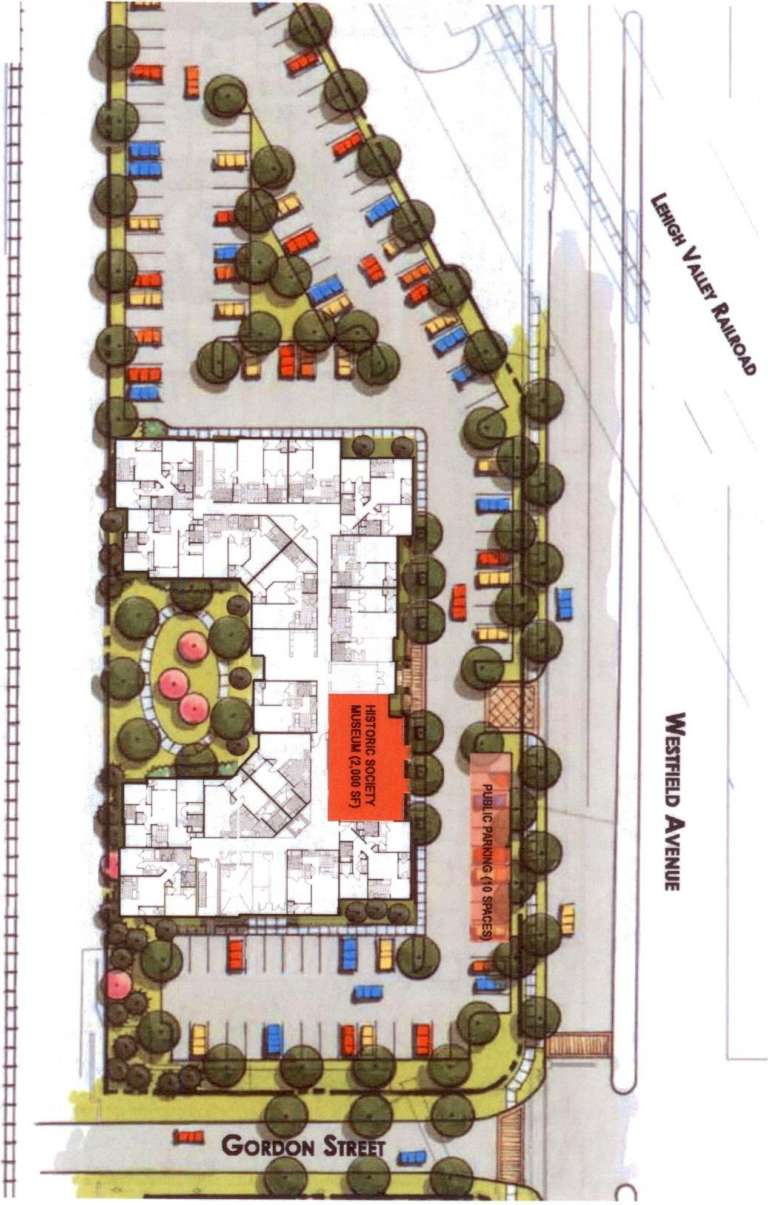 LEHIGH VALLEY RAILROAD
WESTFIELD AVENUE
HISTORIC SOCIETY
MUSEUM (2,000 SF)
PUBLIC PARKING (10 SPACES)
GORDON STREET